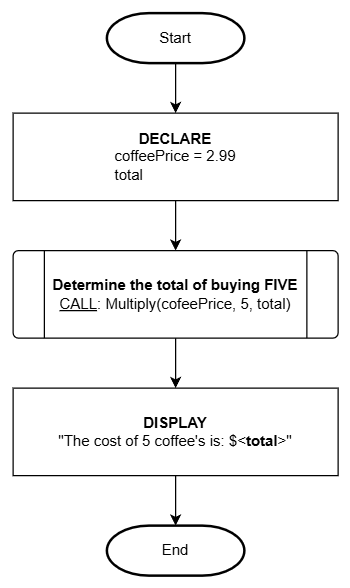 Start
DECLARE
coffeePrice = 2.99
total
Determine the total of buying FIVE
CALL: Multiply(cofeePrice, 5, total)
DISPLAY
"The cost of 5 coffee's is: $<total>"
End